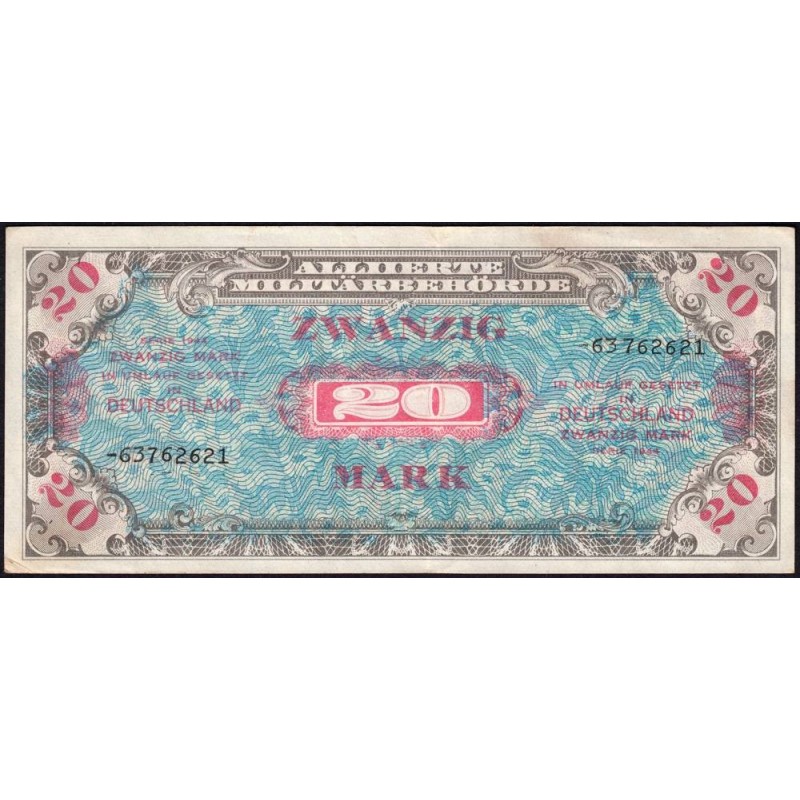 20
20
ALLIIERTE
MILITÄRBEHÖRDE
ZWANZIG
SERIE 1944
ZWANZIG MARK
IN UMLAUF GESETZT
IN
DEUTSCHLAND
-63762621
20
MARK
-63762621
IN UMLAUF GESETZT
IN
DEUTSCHLAND
ZWANZIG MARK
SERIE 1944
20
20